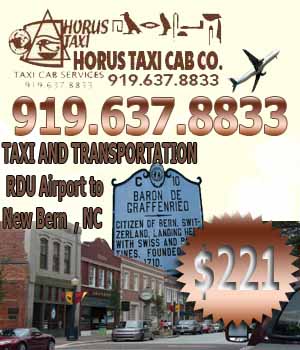 HORUS
TAXI
TAXI CAB SERVICES
919.637.8833
HORUS TAXI CAB CO.
919.637.8833
919.637.8833
TAXI AND TRANSPORTATION
RDU Airport to
New Bern , NC
C 10
BARON DE
GRAFFENRIED
CITIZEN OF BERN, SWIT-
ZERLAND, LANDING HE
WITH SWISS AND
TINES, FOUNDED
1710.
$221